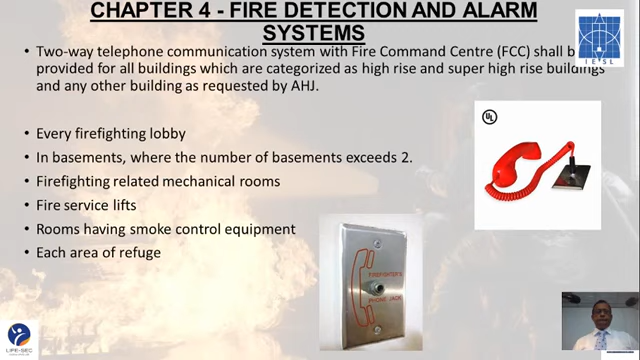 CHAPTER 4 - FIRE DETECTION AND ALARM
SYSTEMS
• Two-way telephone communication system with Fire Command Centre (FCC) shall b
provided for all buildings which are categorized as high rise and super high rise buildings
and any other building as requested by AHJ.
• Every firefighting lobby
• In basements, where the number of basements exceeds 2.
• Firefighting related mechanical rooms
• Fire service lifts
• Rooms having smoke control equipment
• Each area of refuge
I E S L
UL
FIREFIGHTER'S
PHONE JACK
LIFE-SEC